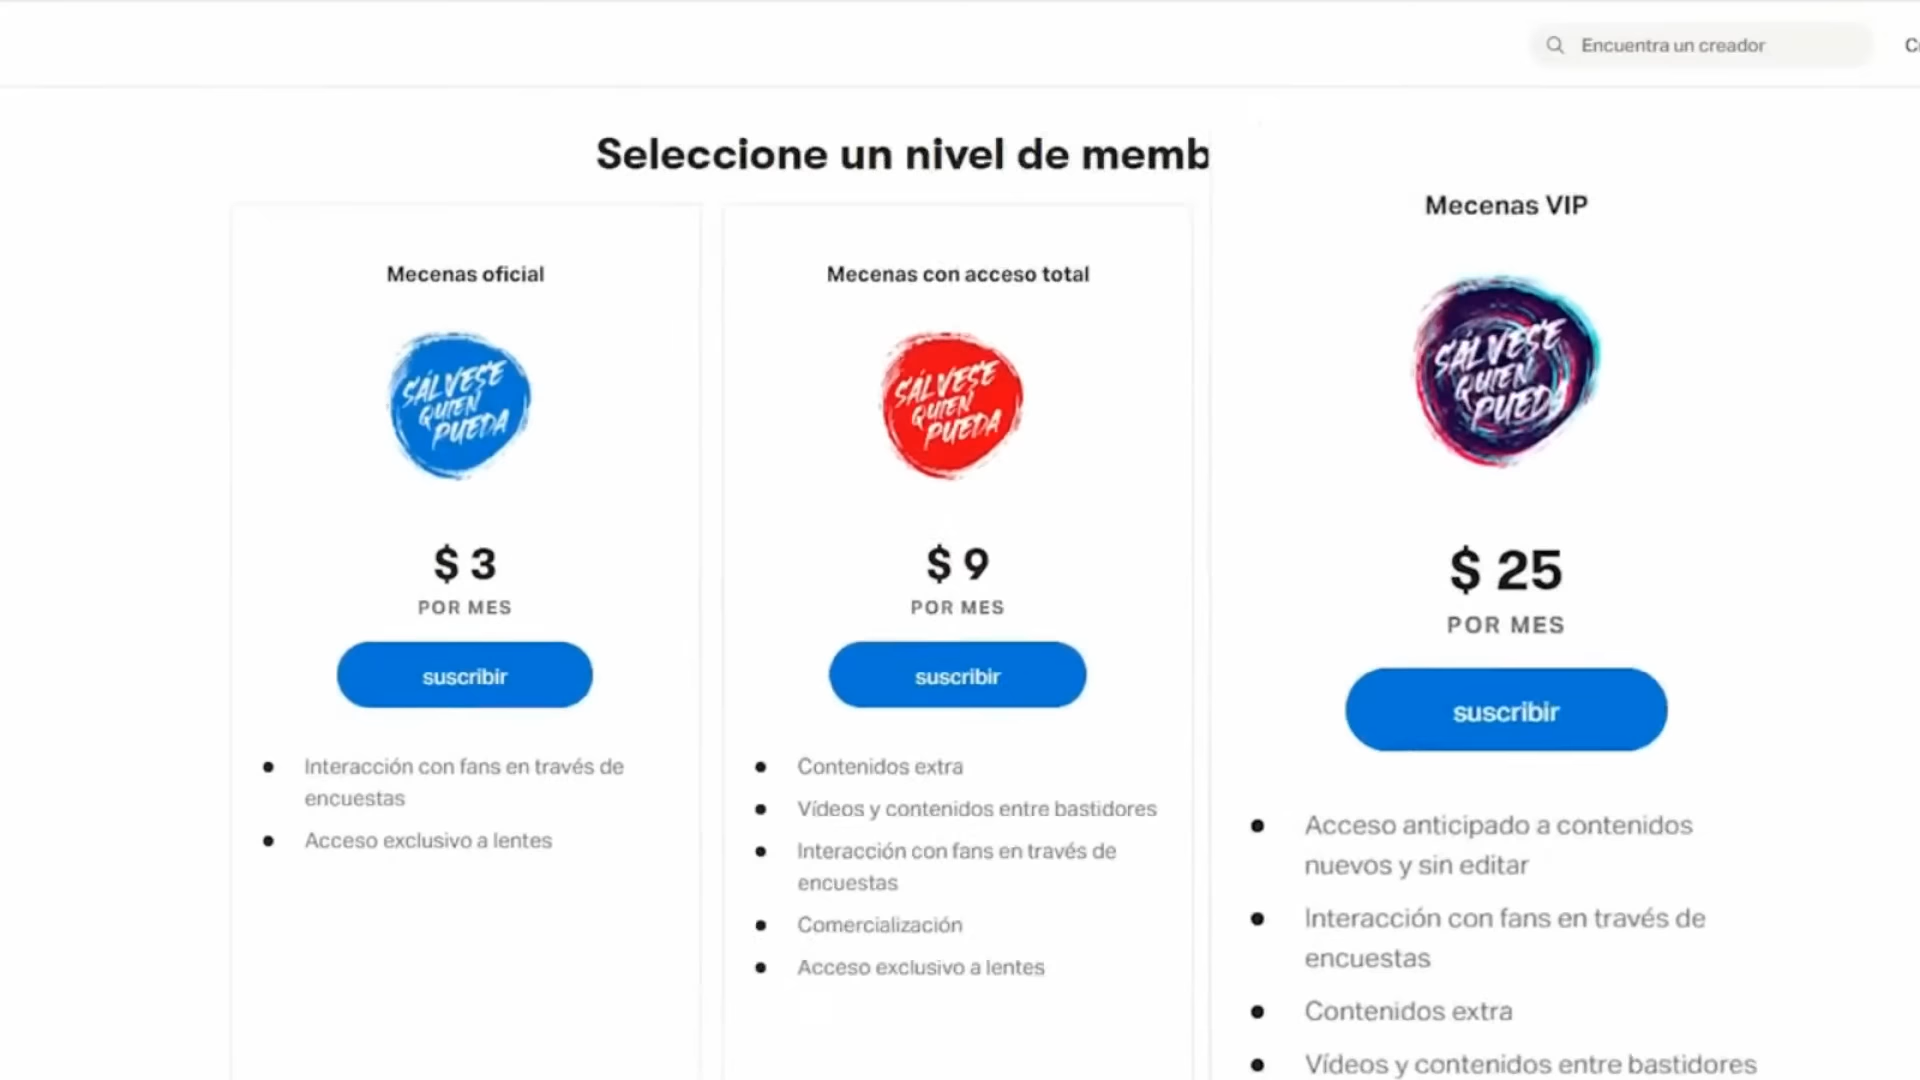 Encuentra un creador
Seleccione un nivel de memb
Mecenas oficial
SÁLVESE
QUIEN
PUEDA
$ 3
POR MES
suscribir
Interacción con fans en través de
encuestas
Acceso exclusivo a lentes
Mecenas con acceso total
SÁLVESE
QUIEN
PUEDA
$ 9
POR MES
suscribir
Contenidos extra
Vídeos y contenidos entre bastidores
Interacción con fans en través de
encuestas
Comercialización
Acceso exclusivo a lentes
Mecenas VIP
SÁLVESE
QUIEN
PUEDA
$ 25
POR MES
suscribir
Acceso anticipado a contenidos
nuevos y sin editar
Interacción con fans en través de
encuestas
Contenidos extra
Vídeos y contenidos entre bastidores